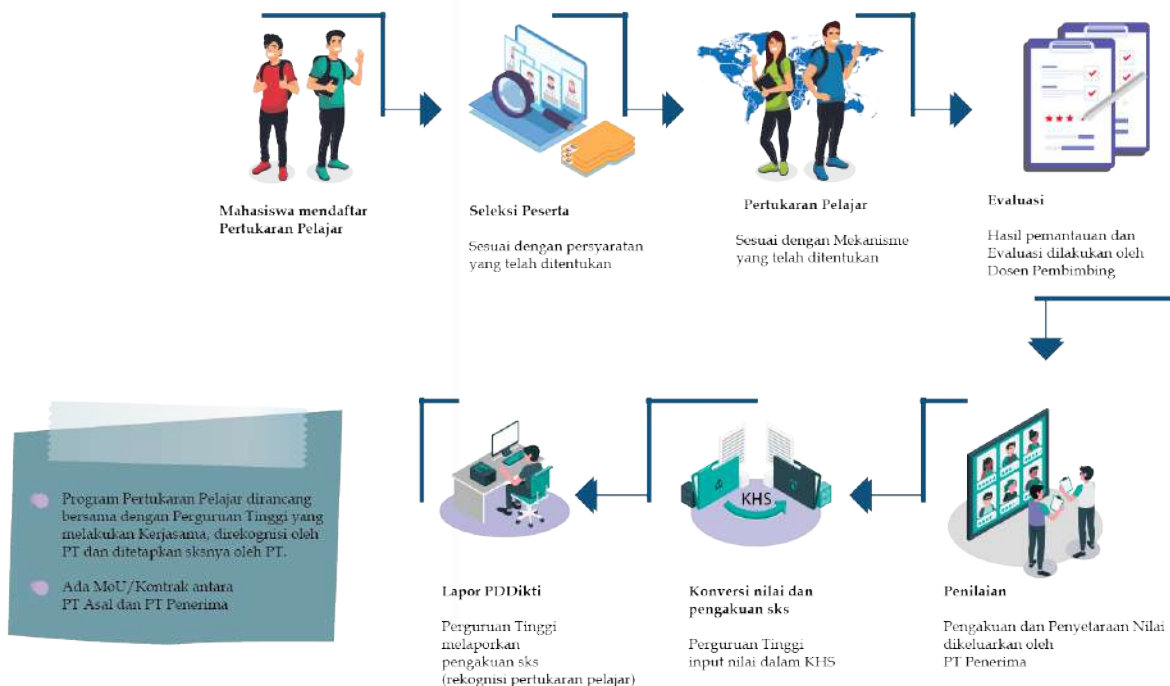 Mahasiswa mendaftar
Pertukaran Pelajar
Seleksi Peserta
Sesuai dengan persyaratan
yang telah ditentukan
Pertukaran Pelajar
Sesuai dengan Mekanisme
yang telah ditentukan
Evaluasi
Hasil pemantauan dan
Evaluasi dilakukan oleh
Dosen Pembimbing
Penilaian
Pengakuan dan Penyetaraan Nilai
dikeluarkan oleh
PT Penerima
KHS
Konversi nilai dan
pengakuan sks
Perguruan Tinggi
input nilai dalam KHS
Lapor PDDikti
Perguruan Tinggi
melaporkan
pengakuan sks
(rekognisi pertukaran pelajar)
Program Pertukaran Pelajar dirancang
bersama dengan Perguruan Tinggi yang
melakukan Kerjasama, direkognisi oleh
PT dan ditetapkan sksnya oleh PT.
Ada MoU/Kontrak antara
PT Asal dan PT Penerima